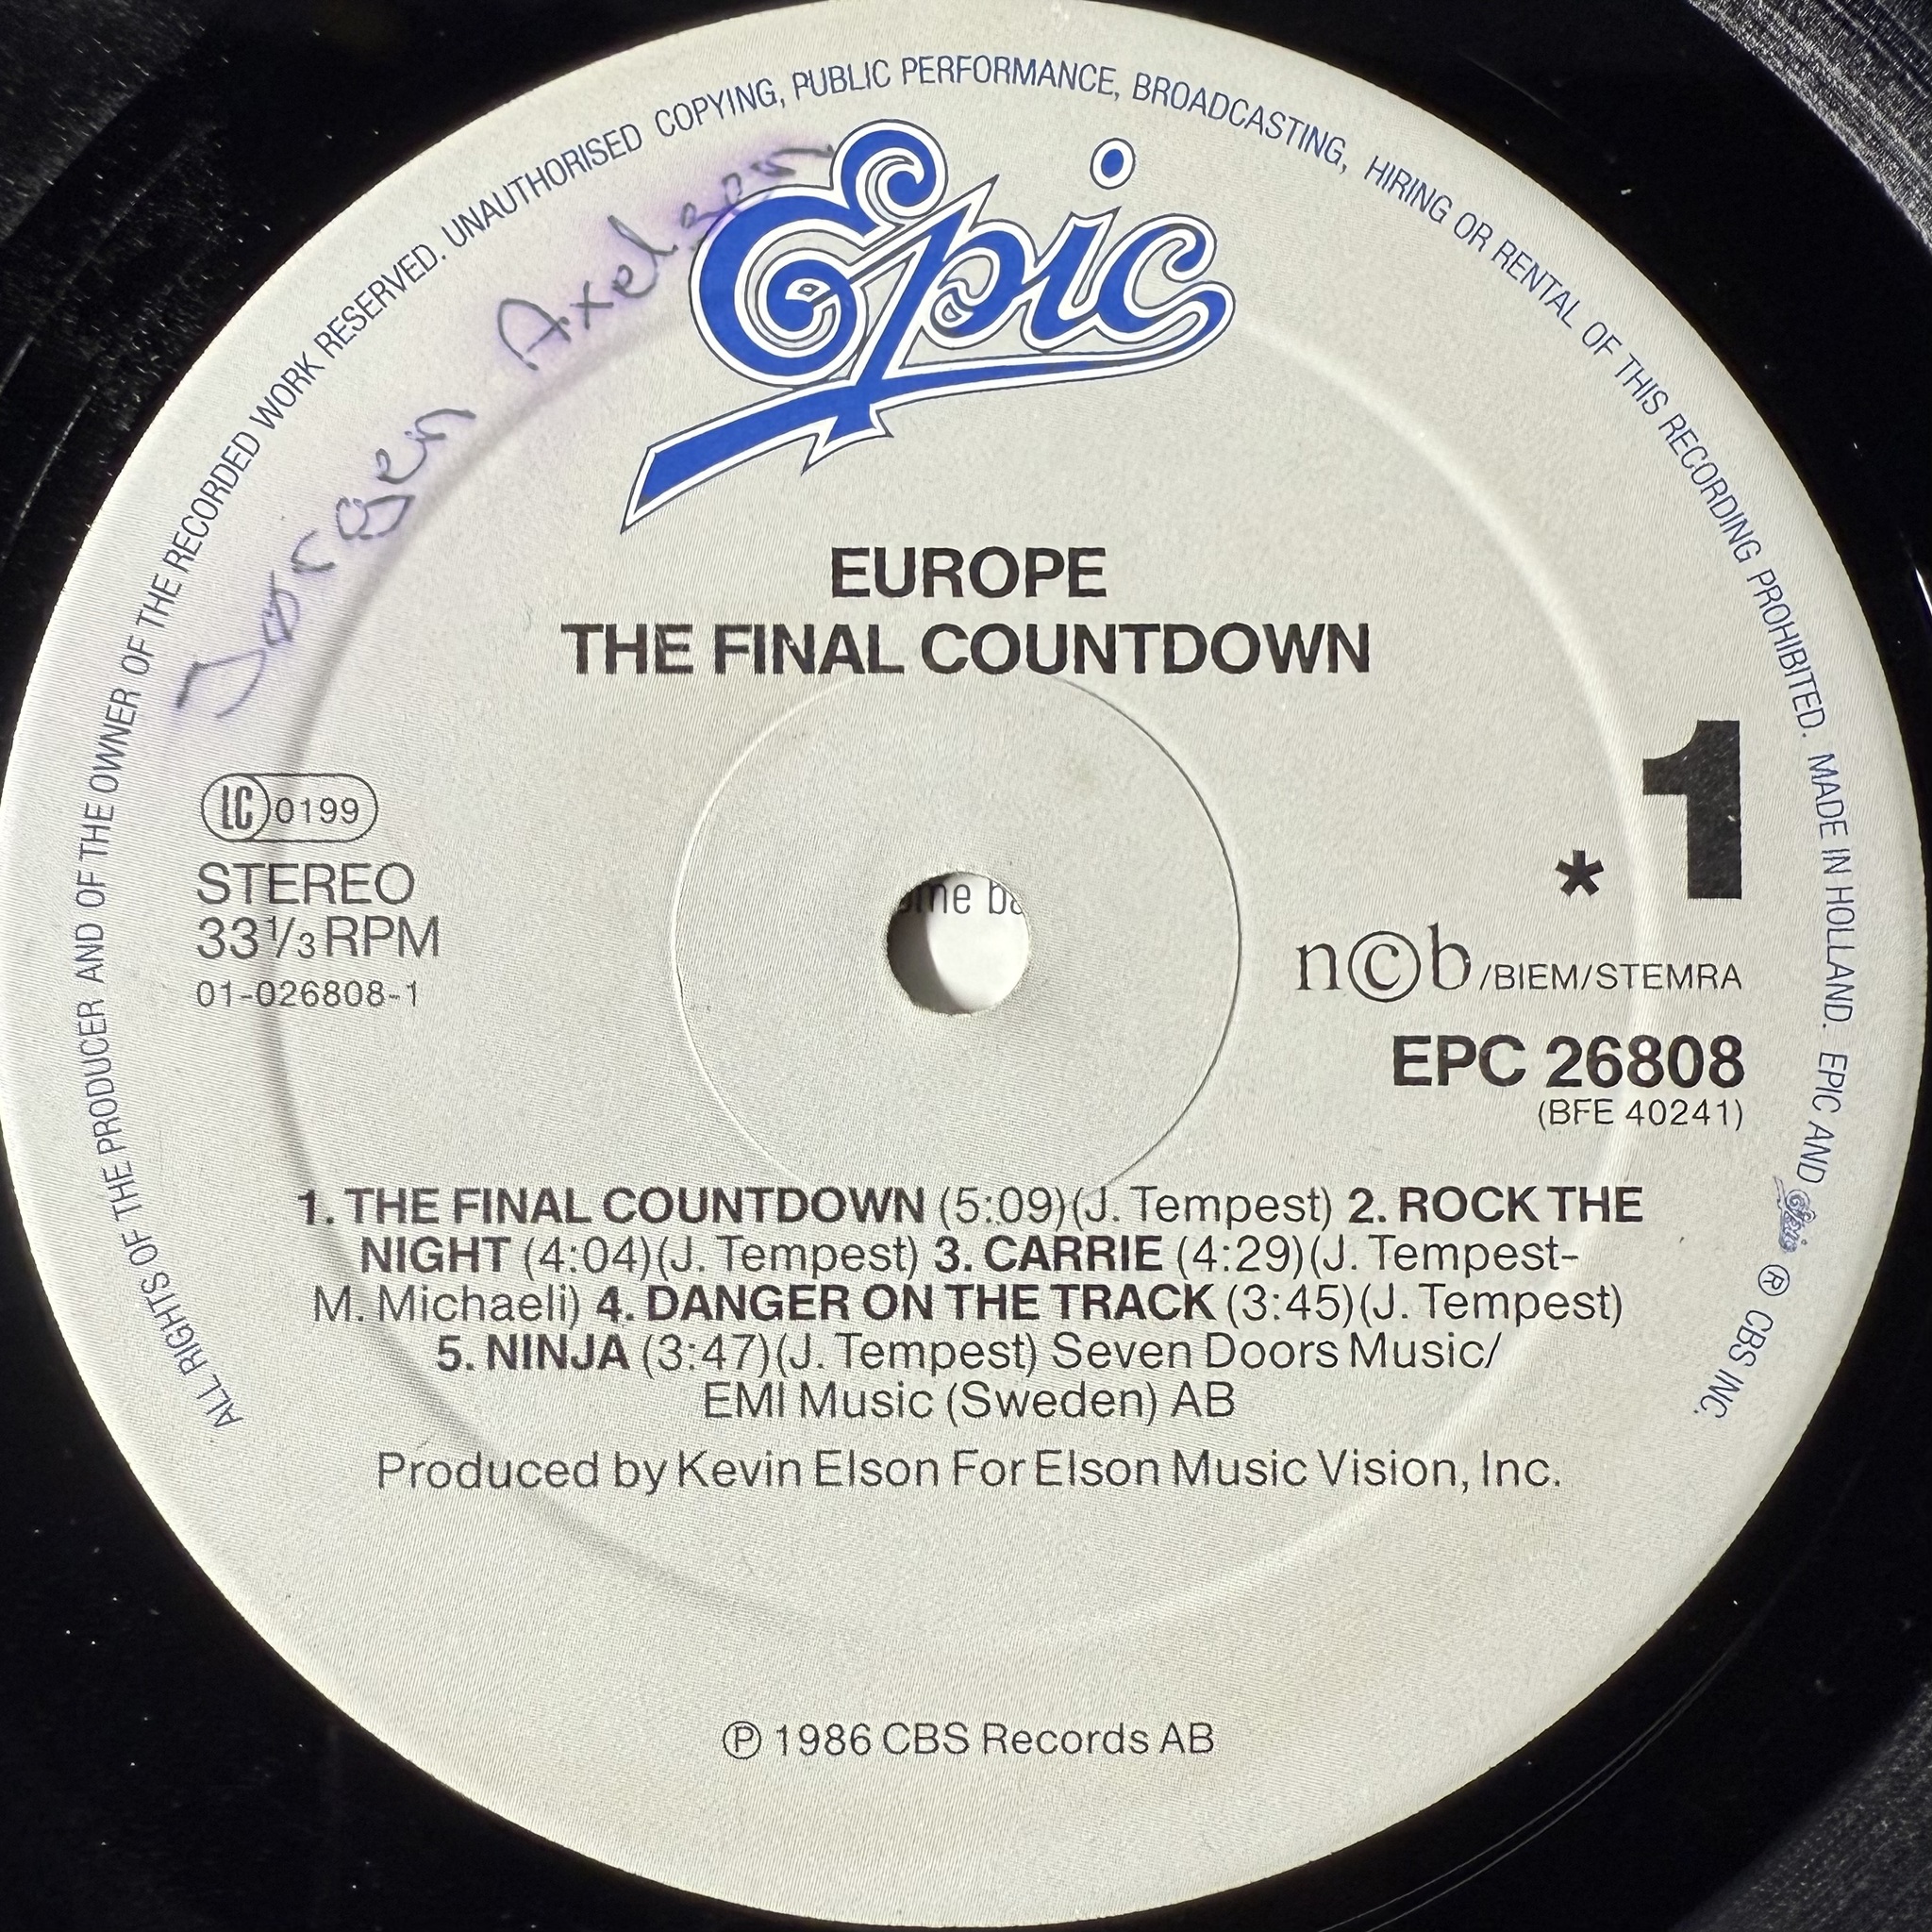 ALL RIGHTS OF THE PRODUCER AND OF THE OWNER OF THE RECORDED WORK RESERVED. UNAUTHORISED COPYING, PUBLIC PERFORMANCE, BROADCASTING, HIRING OR RENTAL OF THIS RECORDING PROHIBITED. MADE IN HOLLAND. EPIC AND Epic ® CBS INC.
Jørgen Axelsen
Epic
EUROPE
THE FINAL COUNTDOWN
1
LC 0199
STEREO
33⅓ RPM
01-026808-1
*
n©b/BIEM/STEMRA
EPC 26808
(BFE 40241)
1. THE FINAL COUNTDOWN (5:09)(J. Tempest) 2. ROCK THE
NIGHT (4:04)(J. Tempest) 3. CARRIE (4:29)(J. Tempest-
M. Michaeli) 4. DANGER ON THE TRACK (3:45)(J. Tempest)
5. NINJA (3:47)(J. Tempest) Seven Doors Music/
EMI Music (Sweden) AB
Produced by Kevin Elson For Elson Music Vision, Inc.
℗ 1986 CBS Records AB